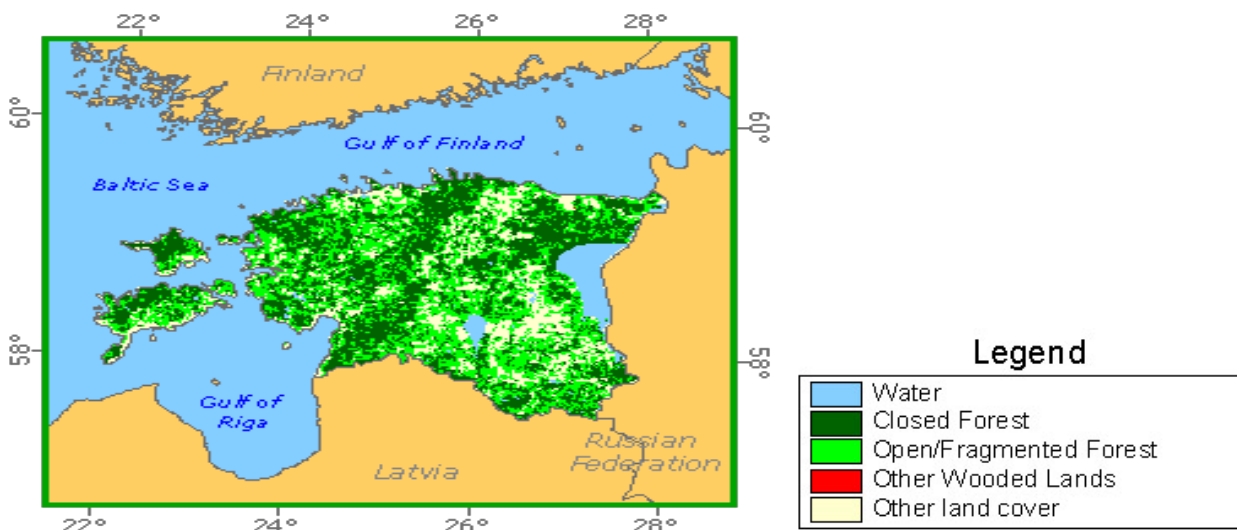 22° 24° 26° 28°
Finland
60° 60°
Gulf of Finland
Baltic Sea
58° 58°
Gulf of
Riga
Latvia
Russian
Federation
22° 24° 26° 28°
Legend
Water
Closed Forest
Open/Fragmented Forest
Other Wooded Lands
Other land cover